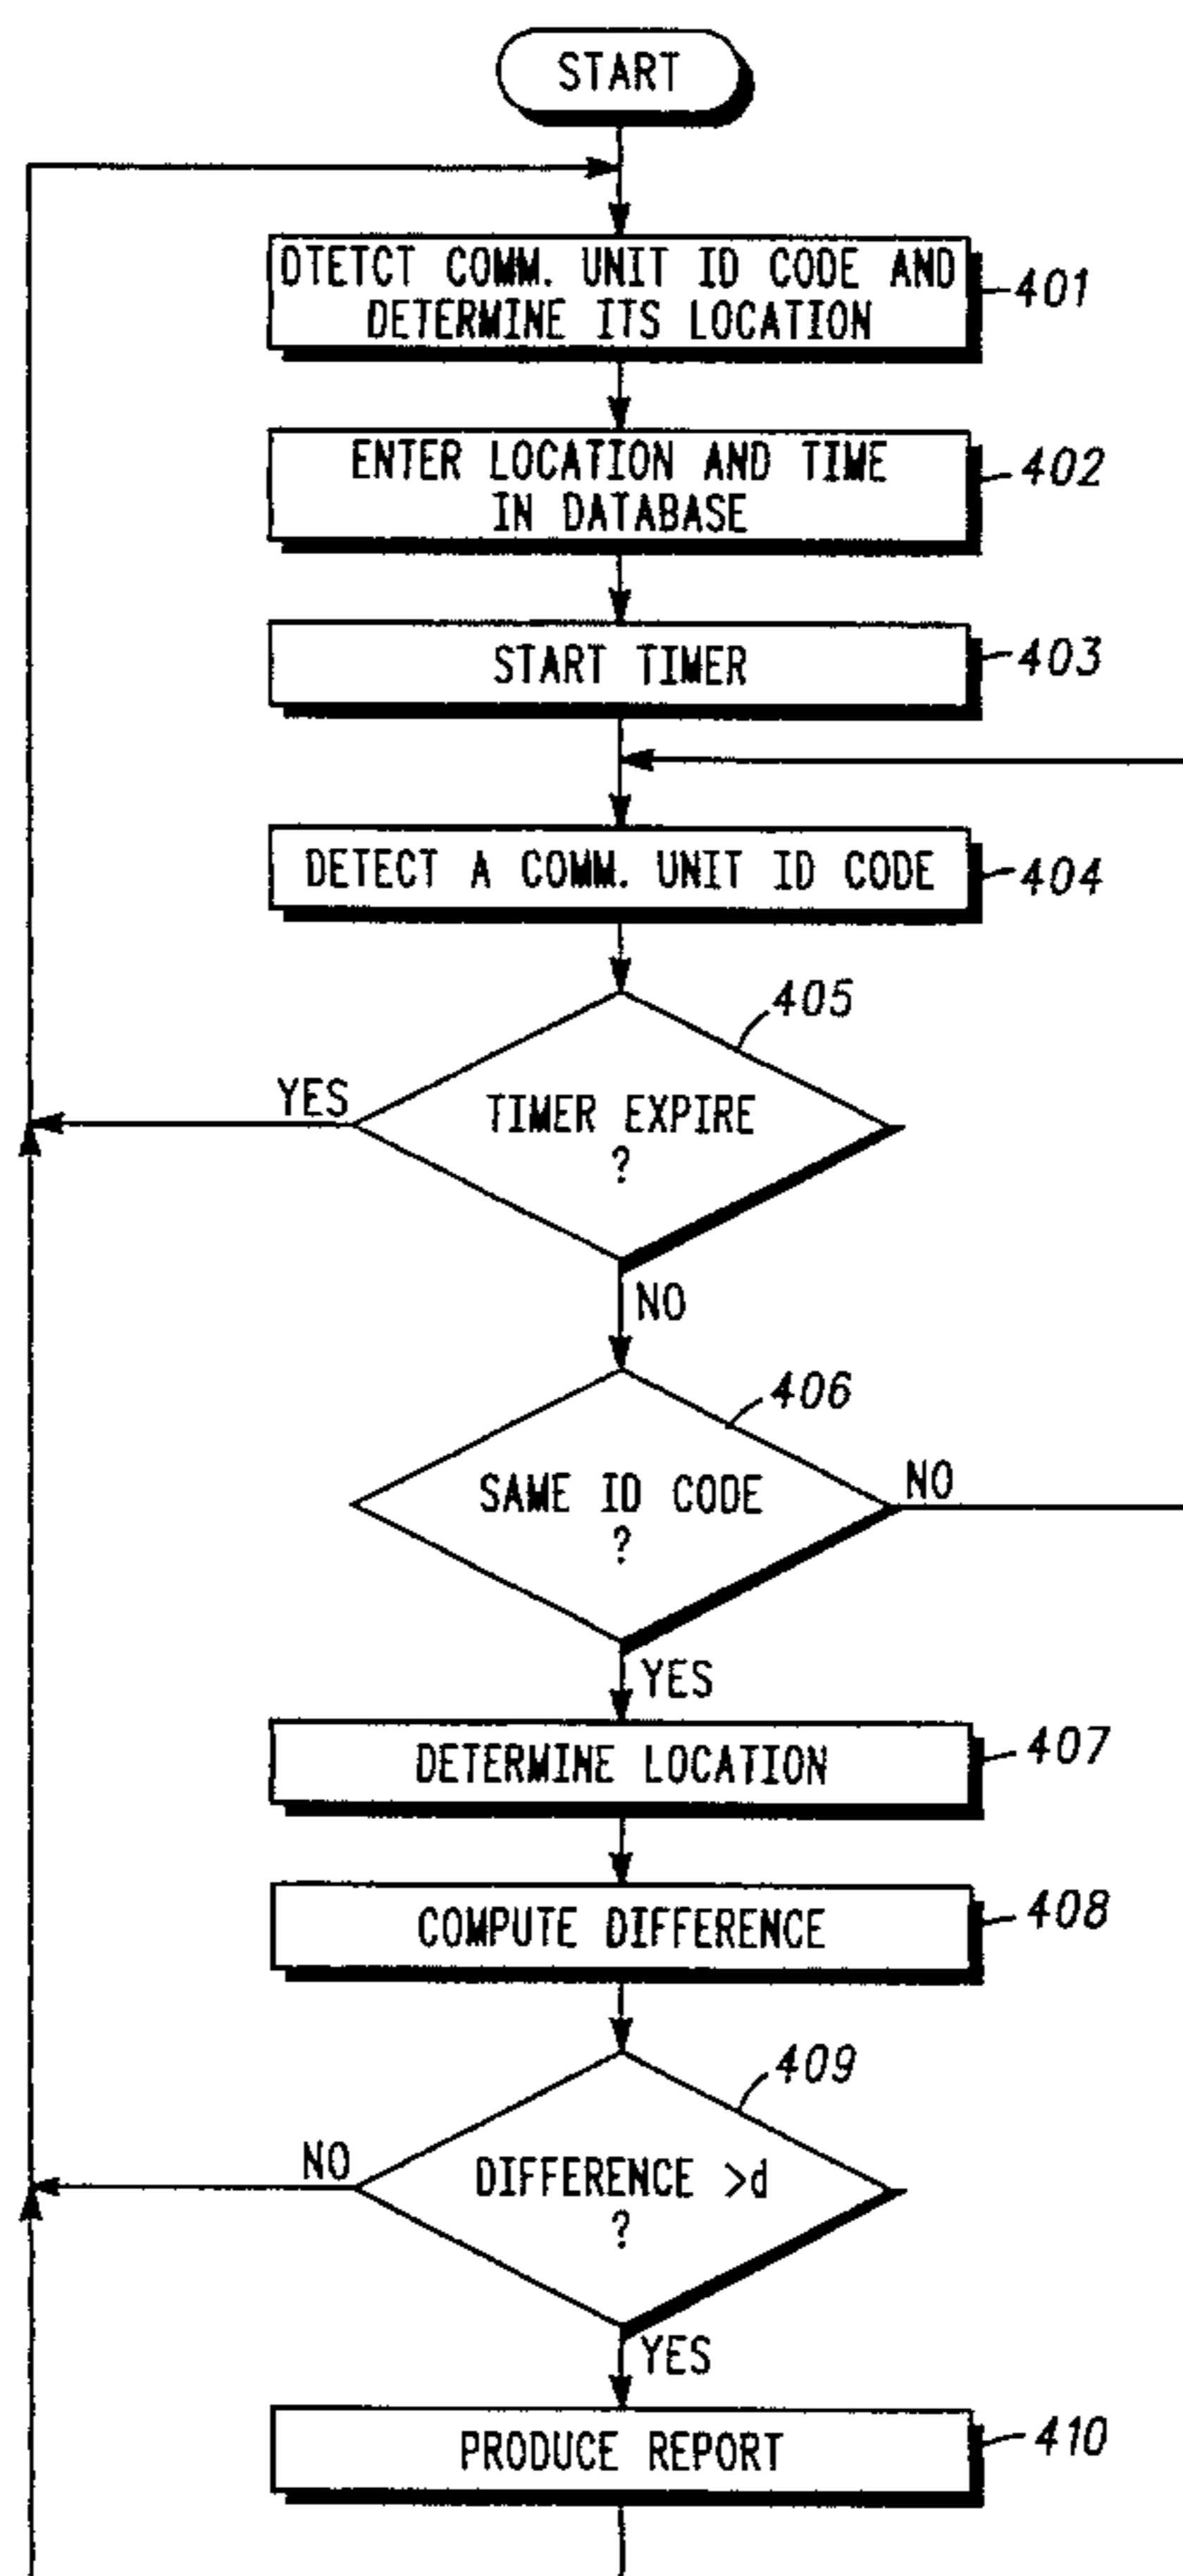 START
DTETCT COMM. UNIT ID CODE AND
DETERMINE ITS LOCATION
401
ENTER LOCATION AND TIME
IN DATABASE
402
START TIMER
403
DETECT A COMM. UNIT ID CODE
404
405
TIMER EXPIRE
?
YES
NO
406
SAME ID CODE
?
NO
YES
DETERMINE LOCATION
407
COMPUTE DIFFERENCE
408
409
DIFFERENCE >d
?
NO
YES
PRODUCE REPORT
410